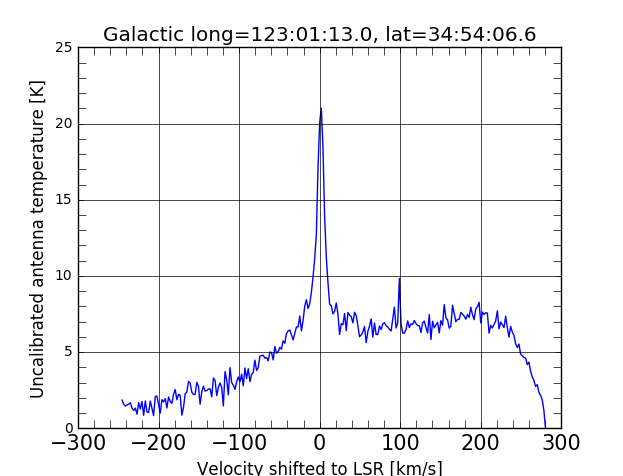 Galactic long=123:01:13.0, lat=34:54:06.6
Uncalibrated antenna temperature [K]
25
20
15
10
5
0
−300 −200 −100 0 100 200 300
Velocity shifted to LSR [km/s]